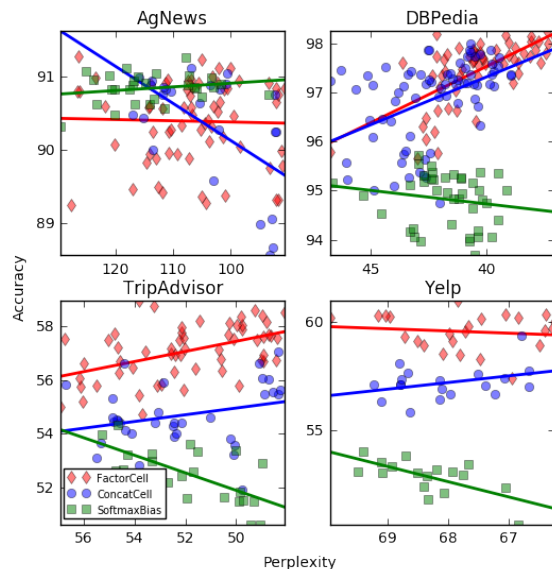 AgNews
DBPedia
91
90
89
120 110 100
98
97
96
95
94
45 40
Accuracy
TripAdvisor
Yelp
58
56
54
52
FactorCell
ConcatCell
SoftmaxBias
56 54 52 50
60
55
69 68 67
Perplexity